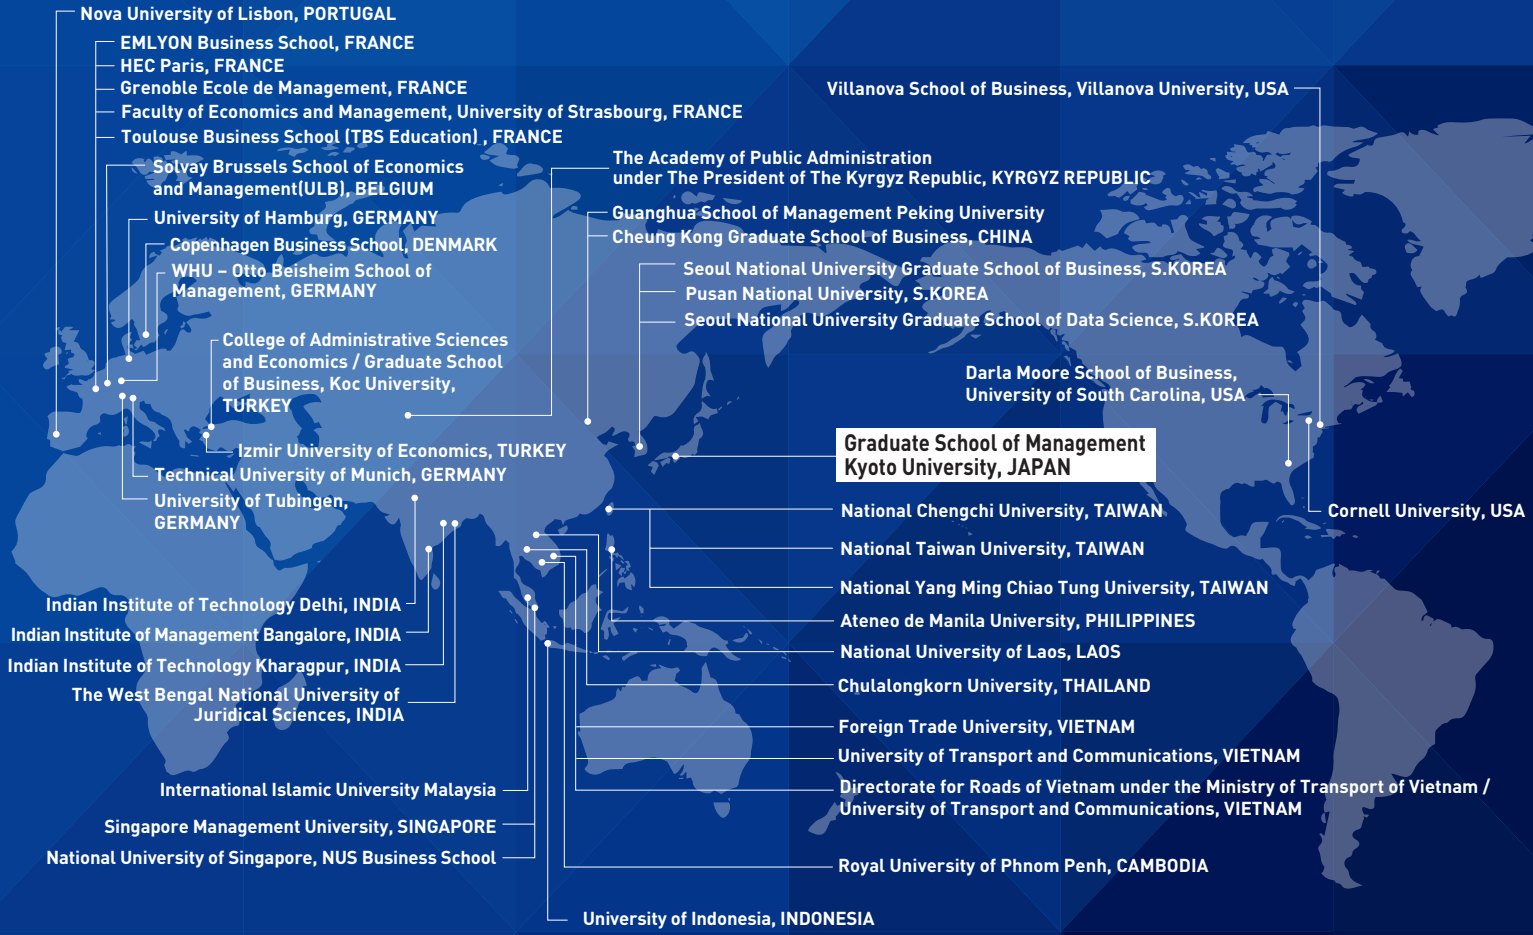 Nova University of Lisbon, PORTUGAL
EMLYON Business School, FRANCE
HEC Paris, FRANCE
Grenoble Ecole de Management, FRANCE
Faculty of Economics and Management, University of Strasbourg, FRANCE
Toulouse Business School (TBS Education) , FRANCE
Solvay Brussels School of Economics
and Management(ULB), BELGIUM
University of Hamburg, GERMANY
Copenhagen Business School, DENMARK
WHU – Otto Beisheim School of
Management, GERMANY
College of Administrative Sciences
and Economics / Graduate School
of Business, Koc University,
TURKEY
Izmir University of Economics, TURKEY
Technical University of Munich, GERMANY
University of Tubingen,
GERMANY
Indian Institute of Technology Delhi, INDIA
Indian Institute of Management Bangalore, INDIA
Indian Institute of Technology Kharagpur, INDIA
The West Bengal National University of
Juridical Sciences, INDIA
International Islamic University Malaysia
Singapore Management University, SINGAPORE
National University of Singapore, NUS Business School
University of Indonesia, INDONESIA
The Academy of Public Administration
under The President of The Kyrgyz Republic, KYRGYZ REPUBLIC
Guanghua School of Management Peking University
Cheung Kong Graduate School of Business, CHINA
Seoul National University Graduate School of Business, S.KOREA
Pusan National University, S.KOREA
Seoul National University Graduate School of Data Science, S.KOREA
Graduate School of Management
Kyoto University, JAPAN
National Chengchi University, TAIWAN
National Taiwan University, TAIWAN
National Yang Ming Chiao Tung University, TAIWAN
Ateneo de Manila University, PHILIPPINES
National University of Laos, LAOS
Chulalongkorn University, THAILAND
Foreign Trade University, VIETNAM
University of Transport and Communications, VIETNAM
Directorate for Roads of Vietnam under the Ministry of Transport of Vietnam /
University of Transport and Communications, VIETNAM
Royal University of Phnom Penh, CAMBODIA
Villanova School of Business, Villanova University, USA
Darla Moore School of Business,
University of South Carolina, USA
Cornell University, USA